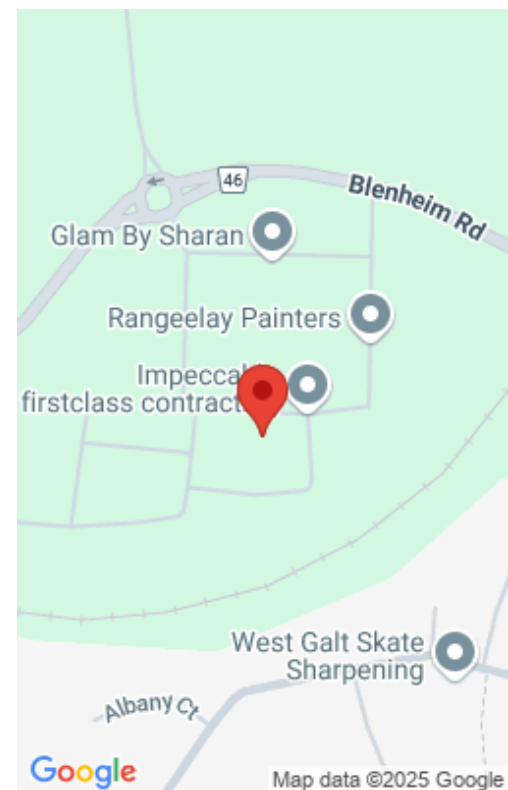 46
Blenheim Rd
Glam By Sharan
Rangeelay Painters
firstclass contract
West Galt Skate
Sharpening
Albany Ct
Google
Map data ©2025 Google